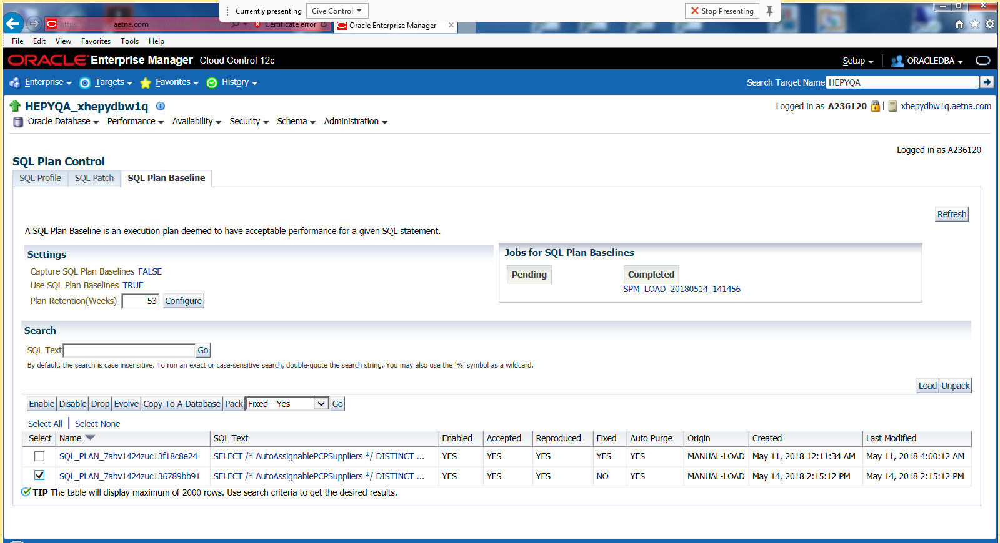 Currently presenting Give Control Stop Presenting
https:// aetna.com Certificate error Oracle Enterprise Manager
File Edit View Favorites Tools Help
ORACLE Enterprise Manager Cloud Control 12c Setup ORACLEDBA
Enterprise Targets Favorites History Search Target Name HEPYQA
HEPYQA_xhepydbw1q Logged in as A236120 xhepydbw1q.aetna.com
Oracle Database Performance Availability Security Schema Administration
Logged in as A236120
SQL Plan Control
SQL Profile SQL Patch SQL Plan Baseline
Refresh
A SQL Plan Baseline is an execution plan deemed to have acceptable performance for a given SQL statement.
Settings
Capture SQL Plan Baselines FALSE
Use SQL Plan Baselines TRUE
Plan Retention(Weeks) 53 Configure
Jobs for SQL Plan Baselines
Pending Completed
SPM_LOAD_20180514_141456
Search
SQL Text Go
By default, the search is case insensitive. To run an exact or case-sensitive search, double-quote the search string. You may also use the '%' symbol as a wildcard.
Load Unpack
Enable Disable Drop Evolve Copy To A Database Pack Fixed - Yes Go
Select All Select None
Select Name SQL Text Enabled Accepted Reproduced Fixed Auto Purge Origin Created Last Modified
SQL_PLAN_7abv1424zuc13f18c8e24 SELECT /* AutoAssignablePCPSuppliers */ DISTINCT ... YES YES YES YES YES MANUAL-LOAD May 11, 2018 12:11:34 AM May 11, 2018 4:00:12 AM
SQL_PLAN_7abv1424zuc136789bb91 SELECT /* AutoAssignablePCPSuppliers */ DISTINCT ... YES YES YES NO YES MANUAL-LOAD May 14, 2018 2:15:12 PM May 14, 2018 2:15:12 PM
TIP The table will display maximum of 2000 rows. Use search criteria to get the desired results.